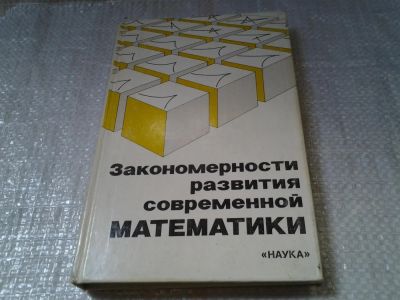 Закономерности
развития
современной
МАТЕМАТИКИ
«НАУКА»